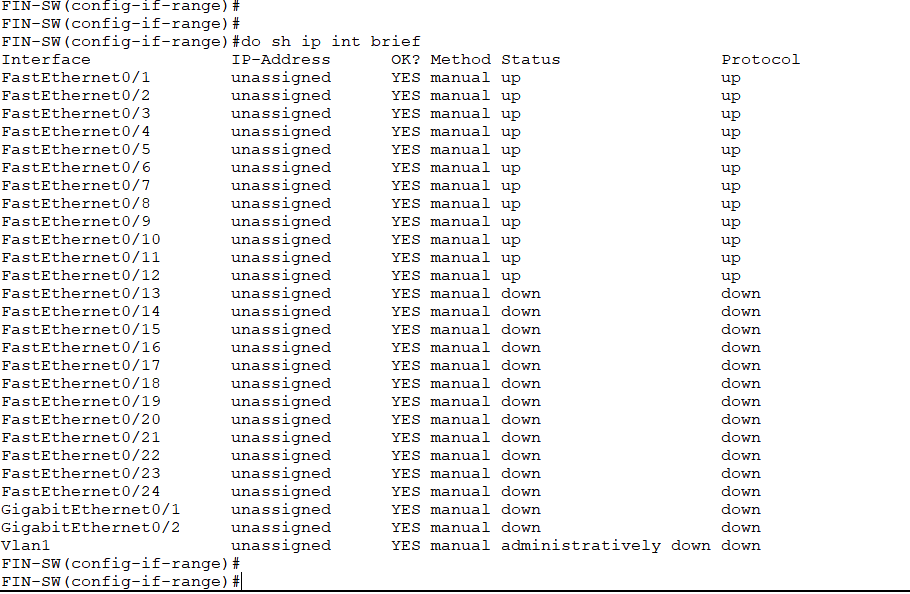 FIN-SW(config-if-range)#
FIN-SW(config-if-range)#
FIN-SW(config-if-range)#do sh ip int brief
Interface              IP-Address      OK? Method Status                Protocol
FastEthernet0/1        unassigned      YES manual up                    up
FastEthernet0/2        unassigned      YES manual up                    up
FastEthernet0/3        unassigned      YES manual up                    up
FastEthernet0/4        unassigned      YES manual up                    up
FastEthernet0/5        unassigned      YES manual up                    up
FastEthernet0/6        unassigned      YES manual up                    up
FastEthernet0/7        unassigned      YES manual up                    up
FastEthernet0/8        unassigned      YES manual up                    up
FastEthernet0/9        unassigned      YES manual up                    up
FastEthernet0/10       unassigned      YES manual up                    up
FastEthernet0/11       unassigned      YES manual up                    up
FastEthernet0/12       unassigned      YES manual up                    up
FastEthernet0/13       unassigned      YES manual down                  down
FastEthernet0/14       unassigned      YES manual down                  down
FastEthernet0/15       unassigned      YES manual down                  down
FastEthernet0/16       unassigned      YES manual down                  down
FastEthernet0/17       unassigned      YES manual down                  down
FastEthernet0/18       unassigned      YES manual down                  down
FastEthernet0/19       unassigned      YES manual down                  down
FastEthernet0/20       unassigned      YES manual down                  down
FastEthernet0/21       unassigned      YES manual down                  down
FastEthernet0/22       unassigned      YES manual down                  down
FastEthernet0/23       unassigned      YES manual down                  down
FastEthernet0/24       unassigned      YES manual down                  down
GigabitEthernet0/1     unassigned      YES manual down                  down
GigabitEthernet0/2     unassigned      YES manual down                  down
Vlan1                  unassigned      YES manual administratively down down
FIN-SW(config-if-range)#
FIN-SW(config-if-range)#